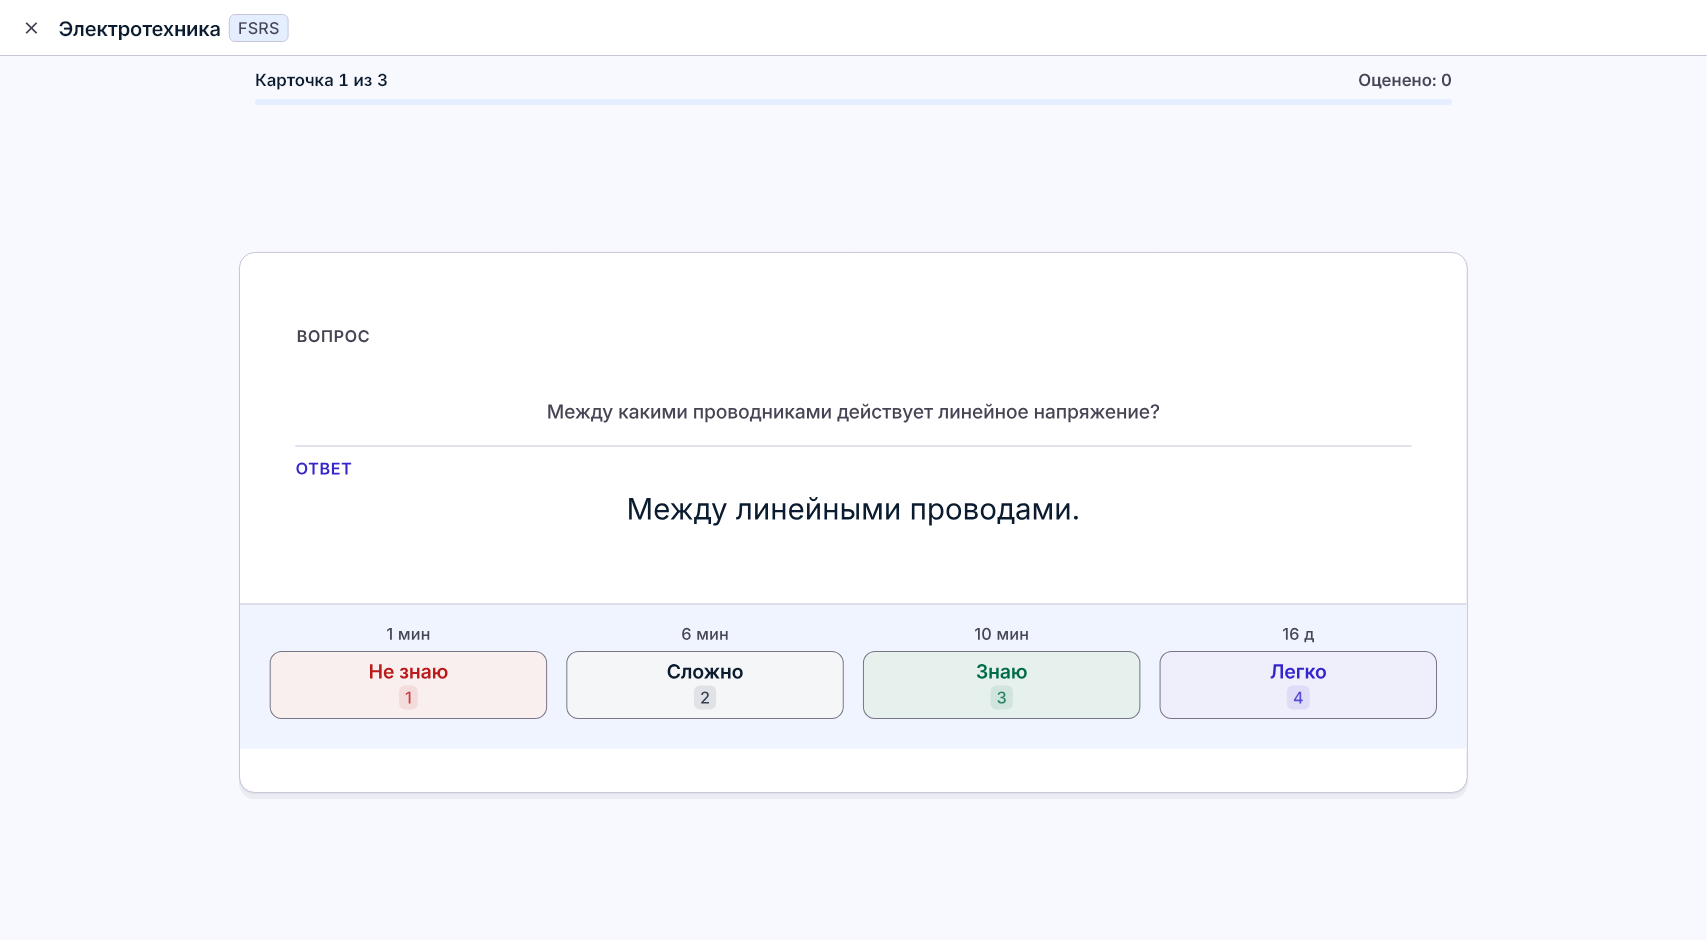 Электротехника FSRS
Карточка 1 из 3
Оценено: 0
ВОПРОС
Между какими проводниками действует линейное напряжение?
ОТВЕТ
Между линейными проводами.
1 мин
6 мин
10 мин
16 д
Не знаю
Сложно
Знаю
Легко
1
2
3
4